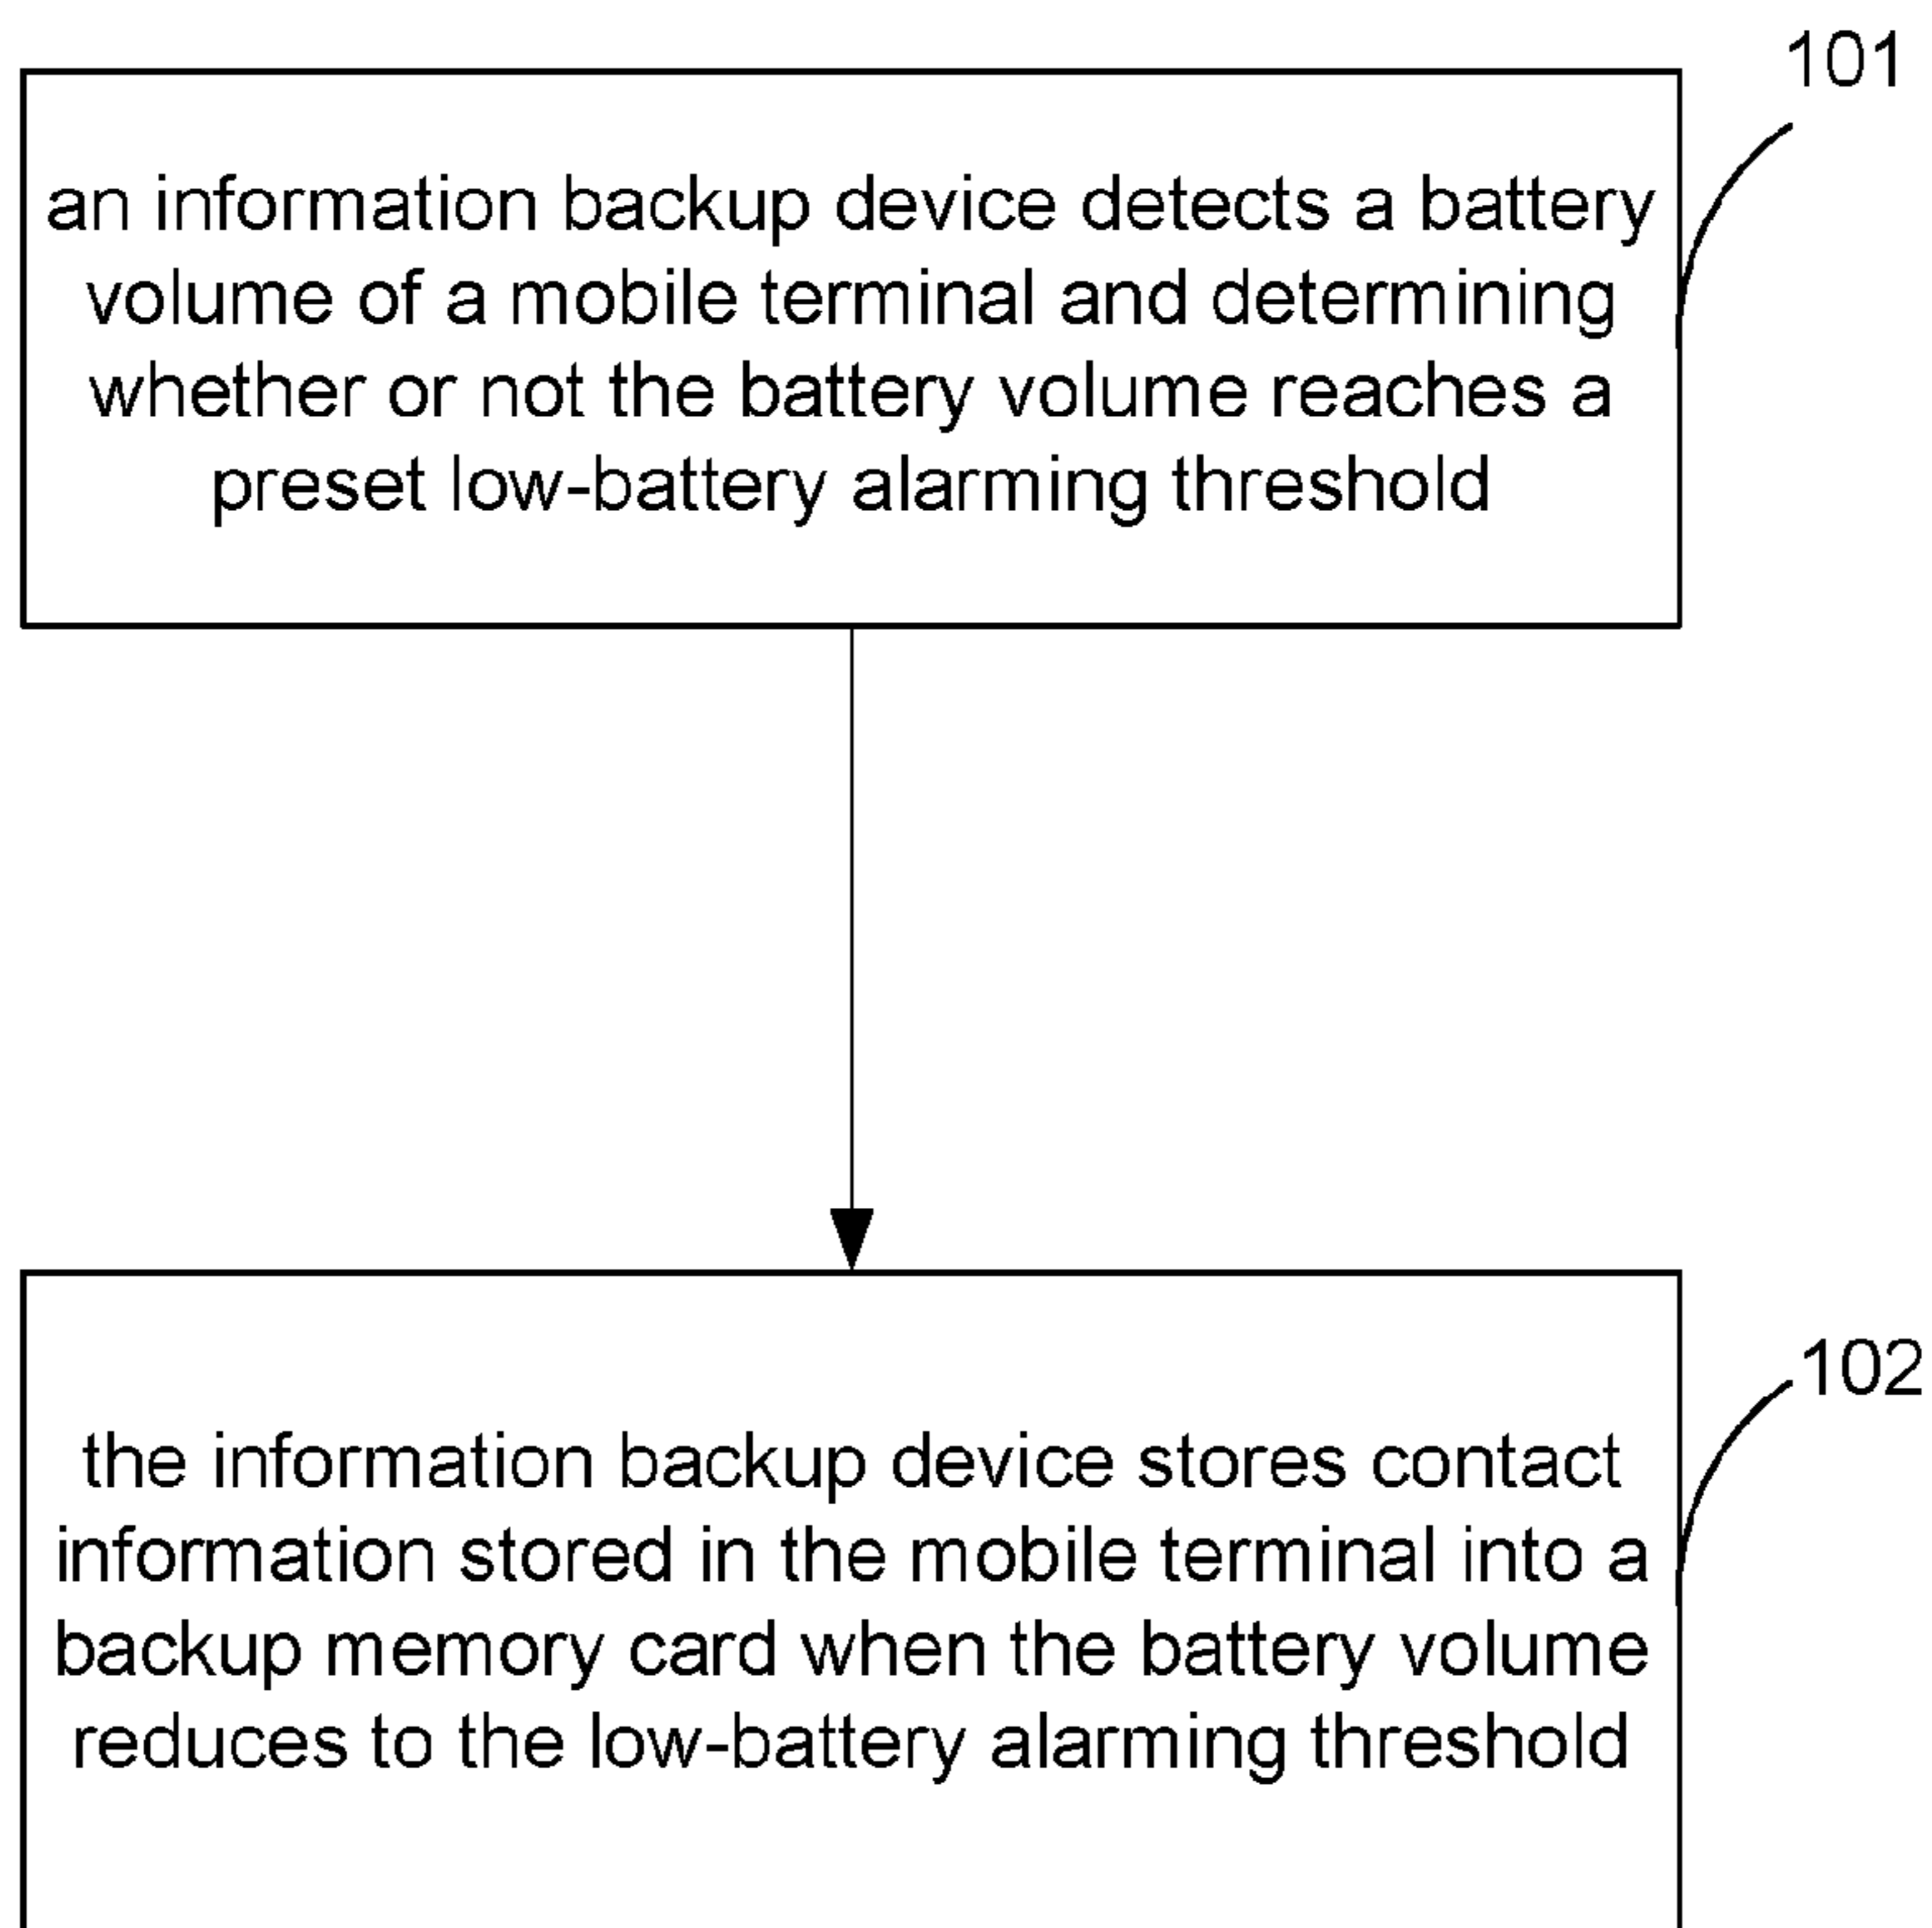 101
an information backup device detects a battery
volume of a mobile terminal and determining
whether or not the battery volume reaches a
preset low-battery alarming threshold
102
the information backup device stores contact
information stored in the mobile terminal into a
backup memory card when the battery volume
reduces to the low-battery alarming threshold